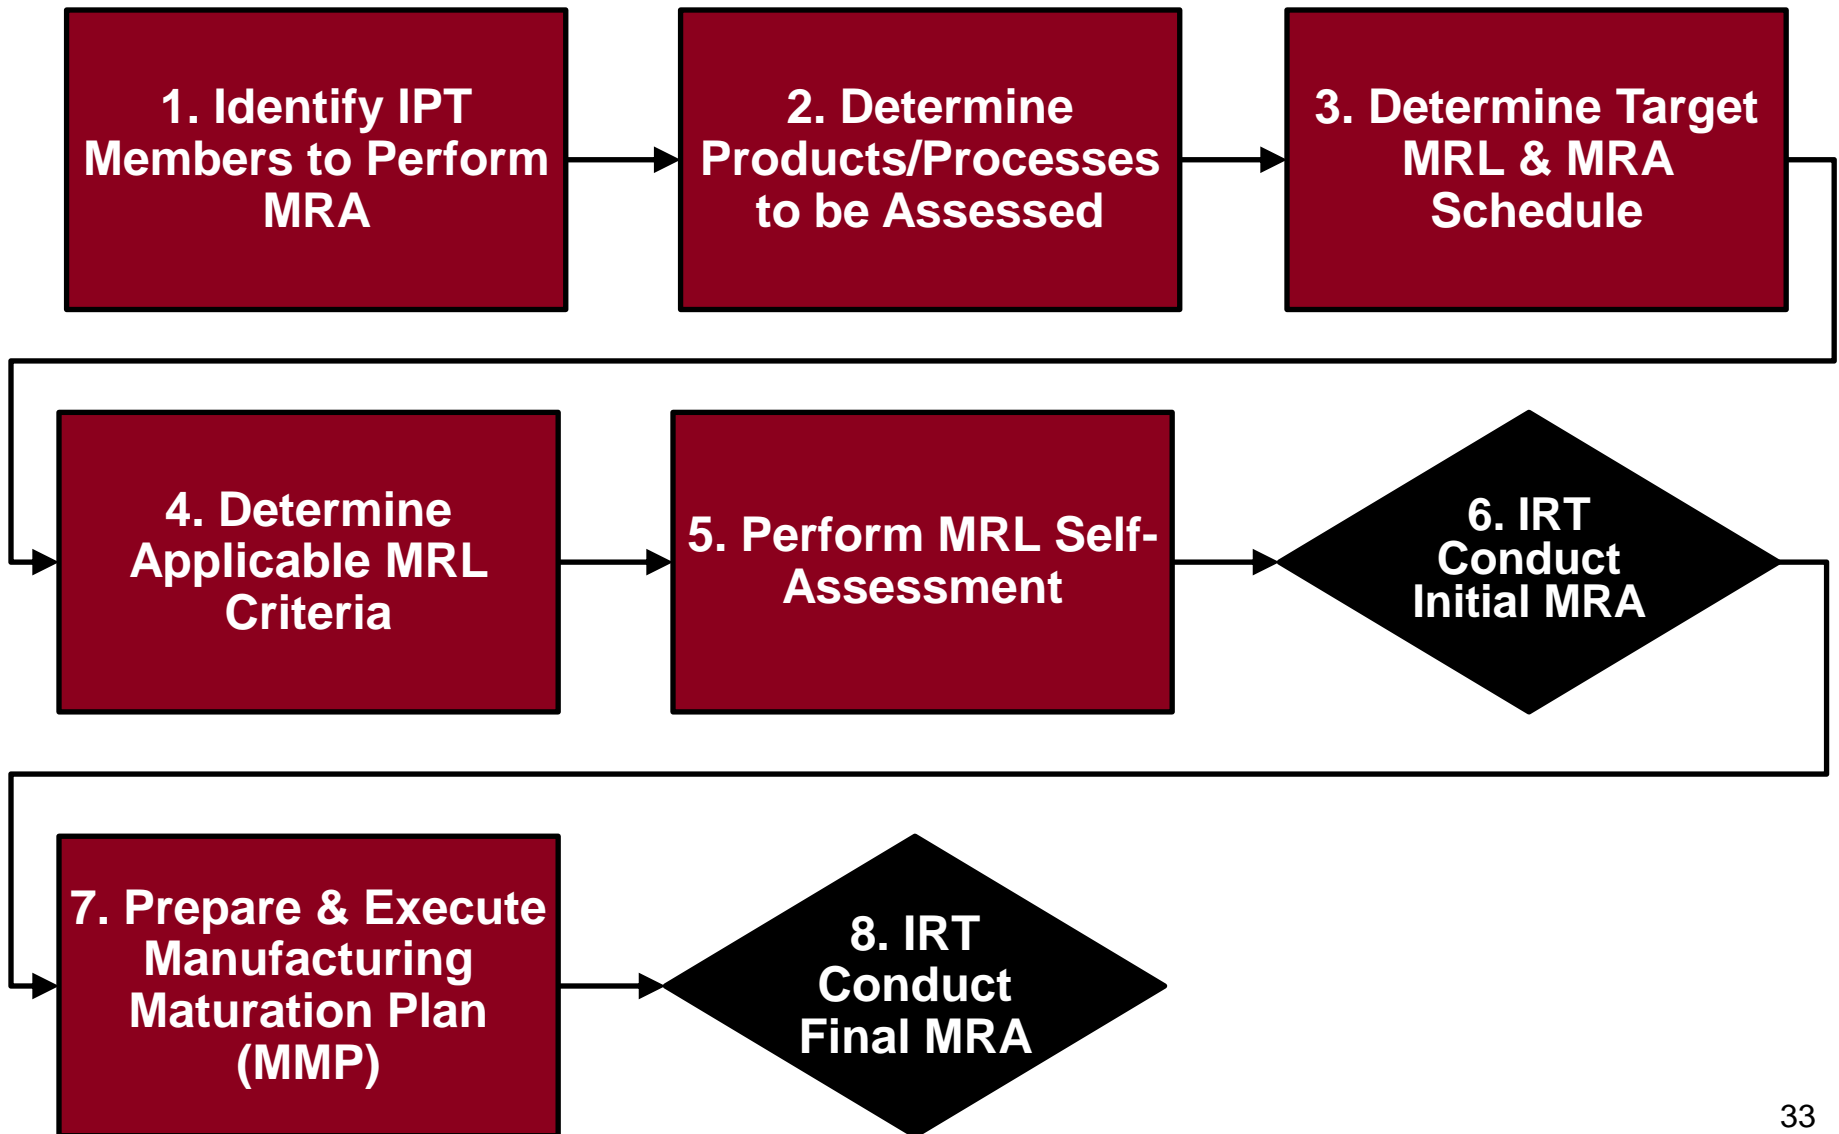 1. Identify IPT
Members to Perform
MRA
2. Determine
Products/Processes
to be Assessed
3. Determine Target
MRL & MRA
Schedule
4. Determine
Applicable MRL
Criteria
5. Perform MRL Self-
Assessment
6. IRT
Conduct
Initial MRA
7. Prepare & Execute
Manufacturing
Maturation Plan
(MMP)
8. IRT
Conduct
Final MRA
33